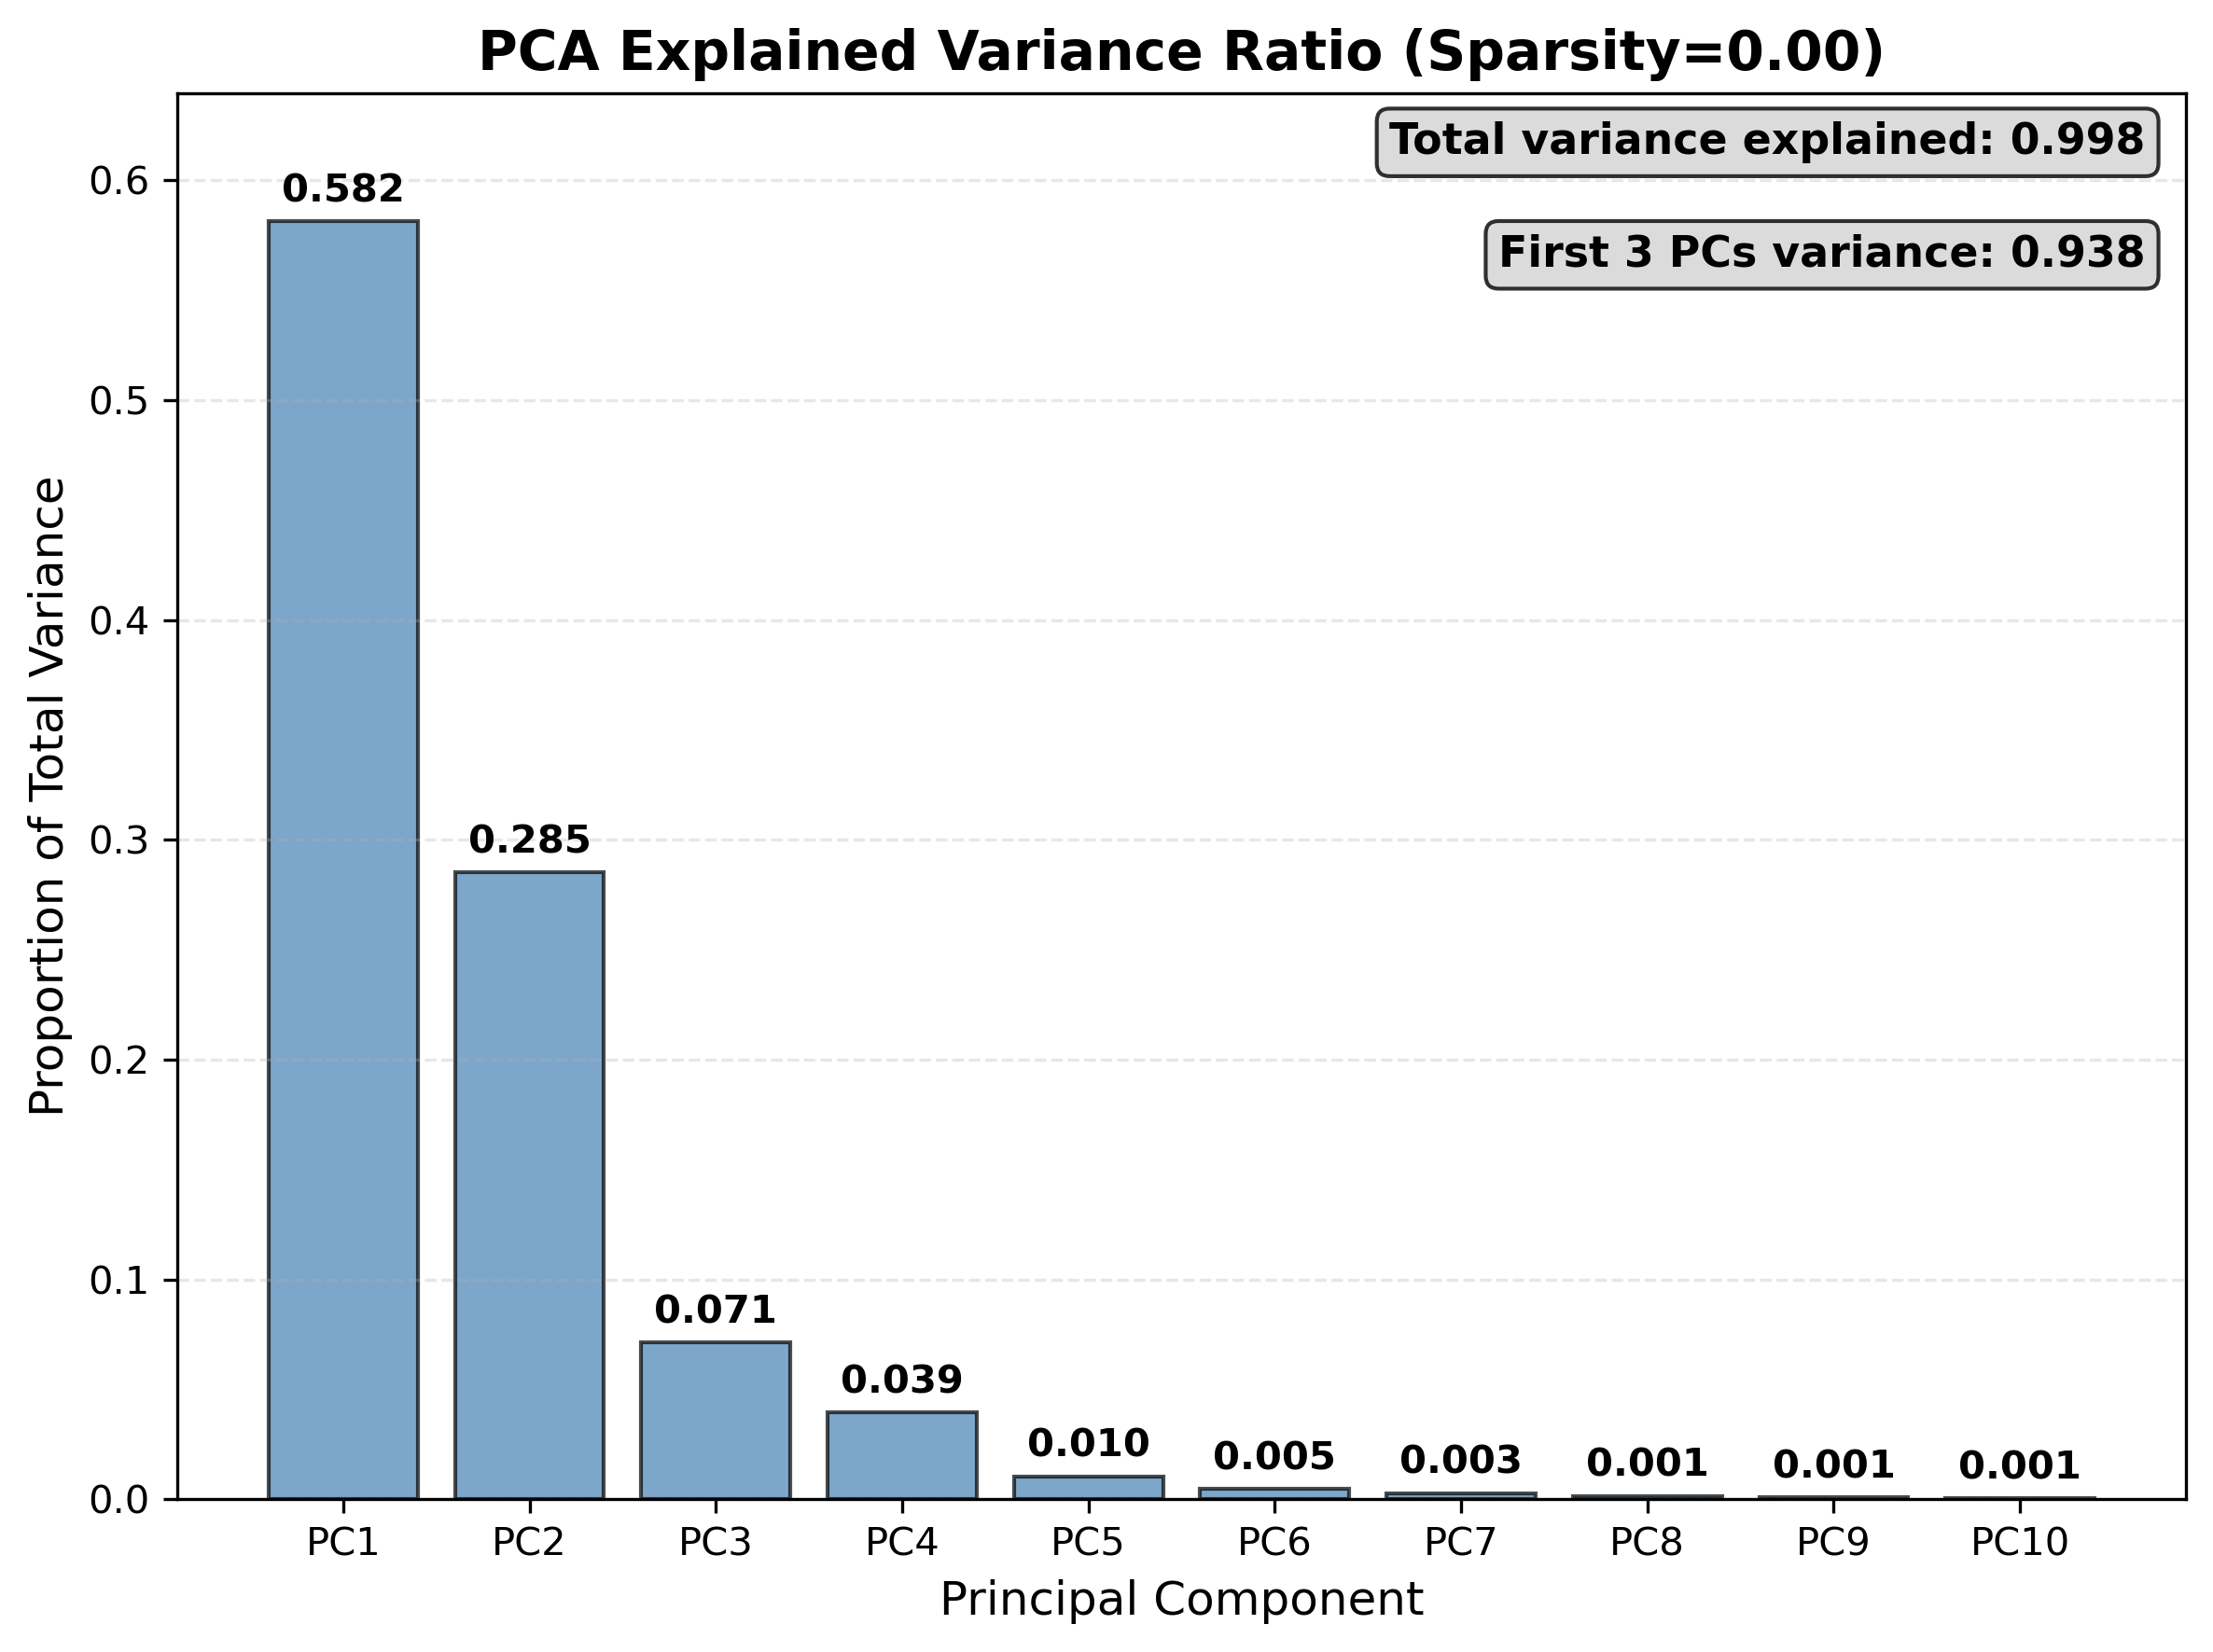 PCA Explained Variance Ratio (Sparsity=0.00)
Total variance explained: 0.998
First 3 PCs variance: 0.938
Proportion of Total Variance
0.6
0.5
0.4
0.3
0.2
0.1
0.0
0.582
0.285
0.071
0.039
0.010
0.005
0.003
0.001
0.001
0.001
PC1 PC2 PC3 PC4 PC5 PC6 PC7 PC8 PC9 PC10
Principal Component